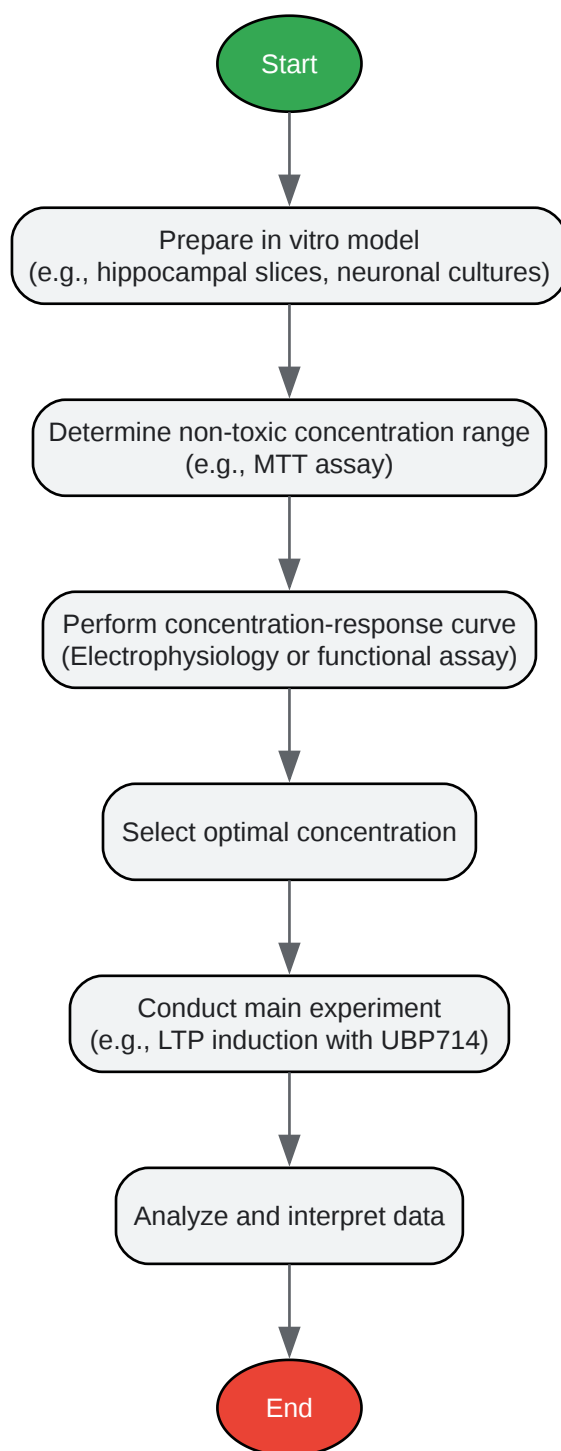 Start
Prepare in vitro model
(e.g., hippocampal slices, neuronal cultures)
Determine non-toxic concentration range
(e.g., MTT assay)
Perform concentration-response curve
(Electrophysiology or functional assay)
Select optimal concentration
Conduct main experiment
(e.g., LTP induction with UBP714)
Analyze and interpret data
End